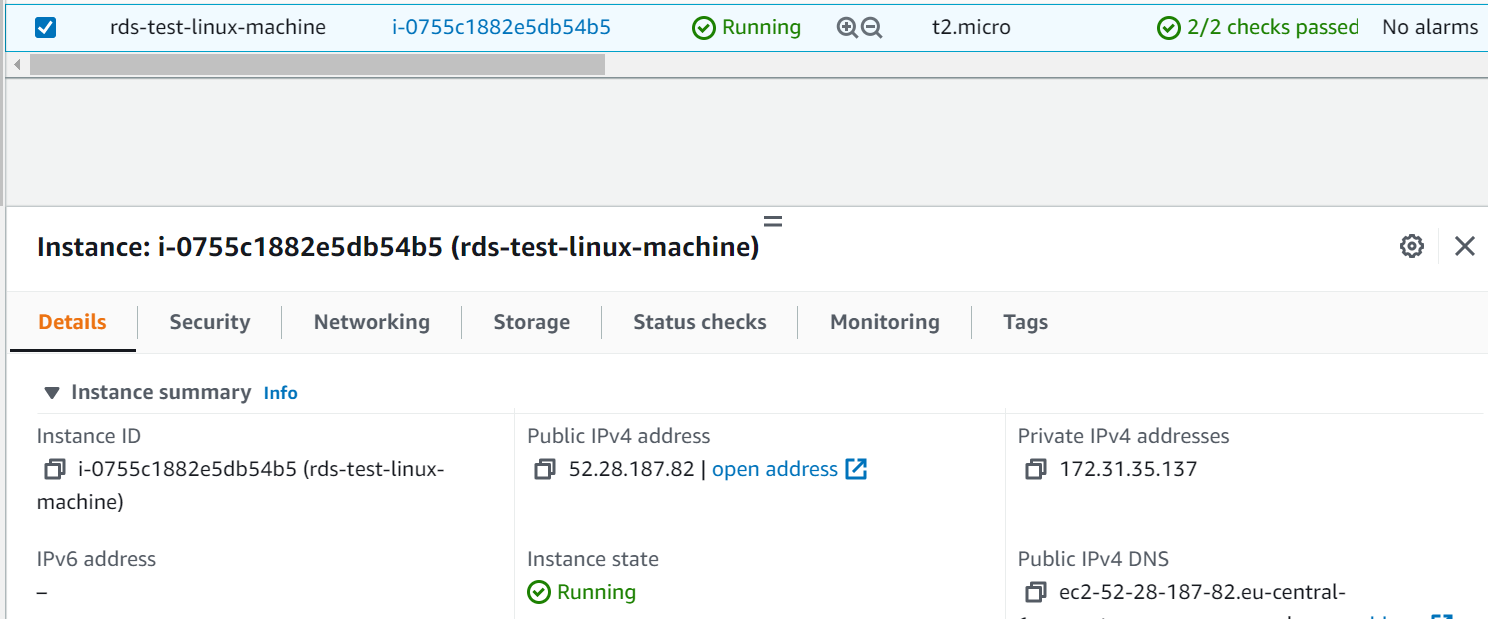 rds-test-linux-machine i-0755c1882e5db54b5 Running t2.micro 2/2 checks passed No alarms
Instance: i-0755c1882e5db54b5 (rds-test-linux-machine)
Details Security Networking Storage Status checks Monitoring Tags
Instance summary Info
Instance ID
i-0755c1882e5db54b5 (rds-test-linux-
machine)
Public IPv4 address
52.28.187.82 | open address
Private IPv4 addresses
172.31.35.137
IPv6 address
–
Instance state
Running
Public IPv4 DNS
ec2-52-28-187-82.eu-central-